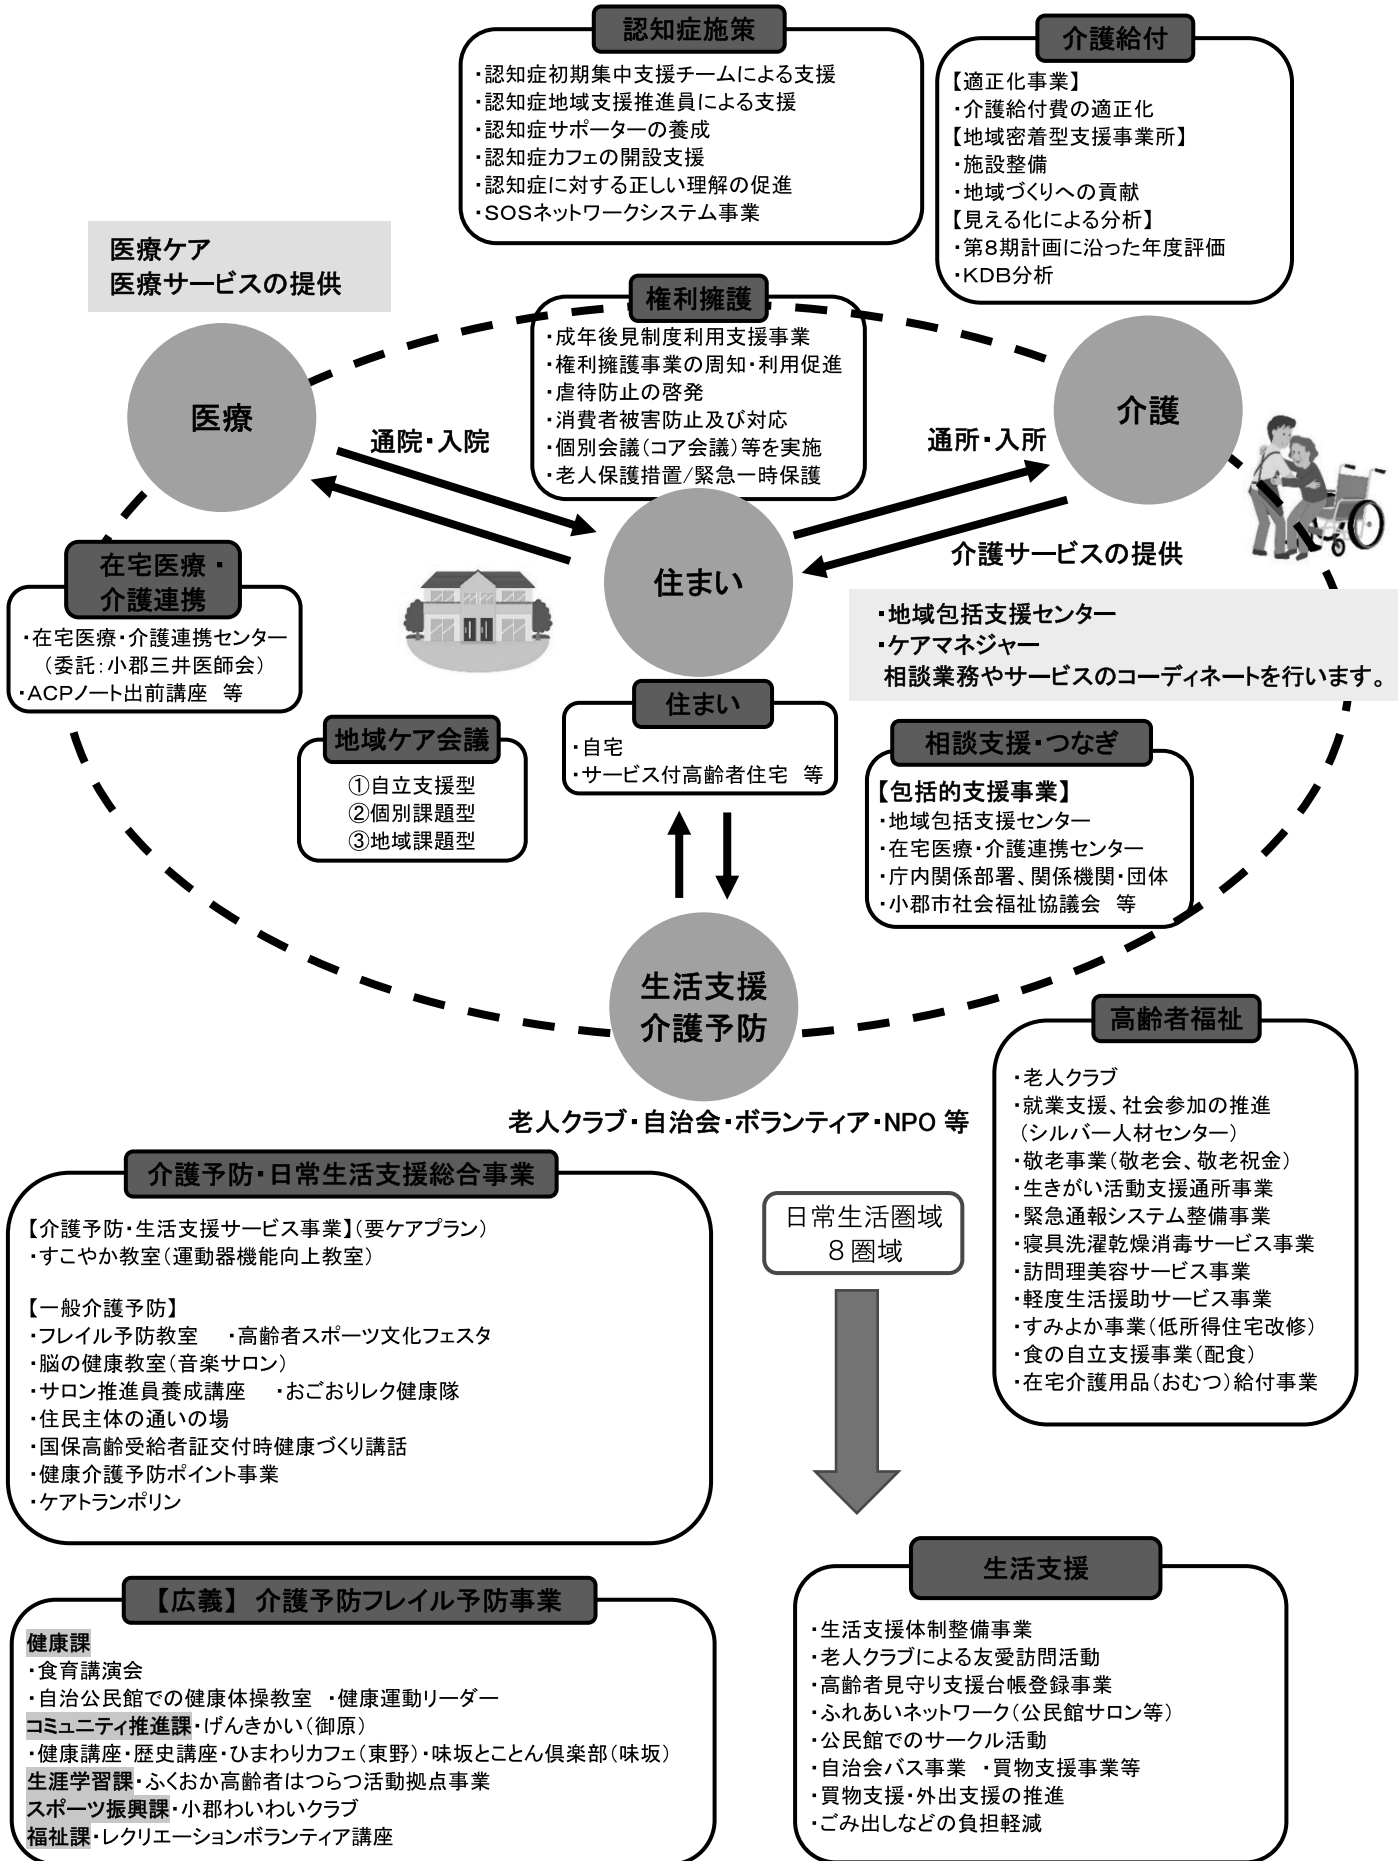 認知症施策
・認知症初期集中支援チームによる支援
・認知症地域支援推進員による支援
・認知症サポーターの養成
・認知症カフェの開設支援
・認知症に対する正しい理解の促進
・SOSネットワークシステム事業
介護給付
【適正化事業】
・介護給付費の適正化
【地域密着型支援事業所】
・施設整備
・地域づくりへの貢献
【見える化による分析】
・第8期計画に沿った年度評価
・KDB分析
医療ケア
医療サービスの提供
権利擁護
・成年後見制度利用支援事業
・権利擁護事業の周知・利用促進
・虐待防止の啓発
・消費者被害防止及び対応
・個別会議（コア会議）等を実施
・老人保護措置/緊急一時保護
医療
通院・入院
介護
通所・入所
介護サービスの提供
住まい
在宅医療・
介護連携
・在宅医療・介護連携センター
（委託：小郡三井医師会）
・ACPノート出前講座　等
・地域包括支援センター
・ケアマネジャー
相談業務やサービスのコーディネートを行います。
住まい
・自宅
・サービス付高齢者住宅　等
地域ケア会議
①自立支援型
②個別課題型
③地域課題型
相談支援・つなぎ
【包括的支援事業】
・地域包括支援センター
・在宅医療・介護連携センター
・庁内関係部署、関係機関・団体
・小郡市社会福祉協議会　等
生活支援
介護予防
老人クラブ・自治会・ボランティア・NPO 等
高齢者福祉
・老人クラブ
・就業支援、社会参加の推進
（シルバー人材センター）
・敬老事業（敬老会、敬老祝金）
・生きがい活動支援通所事業
・緊急通報システム整備事業
・寝具洗濯乾燥消毒サービス事業
・訪問理美容サービス事業
・軽度生活援助サービス事業
・すみよか事業（低所得住宅改修）
・食の自立支援事業（配食）
・在宅介護用品（おむつ）給付事業
介護予防・日常生活支援総合事業
【介護予防・生活支援サービス事業】（要ケアプラン）
・すこやか教室（運動器機能向上教室）
【一般介護予防】
・フレイル予防教室　・高齢者スポーツ文化フェスタ
・脳の健康教室（音楽サロン）
・サロン推進員養成講座　・おごおりレク健康隊
・住民主体の通いの場
・国保高齢受給者証交付時健康づくり講話
・健康介護予防ポイント事業
・ケアトランポリン
日常生活圏域
８圏域
【広義】 介護予防フレイル予防事業
健康課
・食育講演会
・自治公民館での健康体操教室　・健康運動リーダー
コミュニティ推進課・げんきかい（御原）
・健康講座・歴史講座・ひまわりカフェ（東野）・味坂とことん倶楽部（味坂）
生涯学習課・ふくおか高齢者はつらつ活動拠点事業
スポーツ振興課・小郡わいわいクラブ
福祉課・レクリエーションボランティア講座
生活支援
・生活支援体制整備事業
・老人クラブによる友愛訪問活動
・高齢者見守り支援台帳登録事業
・ふれあいネットワーク（公民館サロン等）
・公民館でのサークル活動
・自治会バス事業　・買物支援事業等
・買物支援・外出支援の推進
・ごみ出しなどの負担軽減